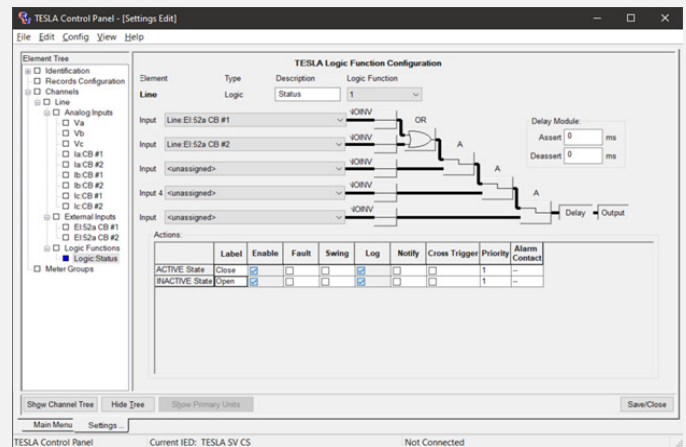 TESLA Control Panel - [Settings Edit]
File Edit Config View Help
Element Tree
Identification
Records Configuration
Channels
Line
Analog Inputs
Va
Vb
Vc
Ia:CB #1
Ia:CB #2
Ib:CB #1
Ib:CB #2
Ic:CB #1
Ic:CB #2
External Inputs
EI:52a CB #1
EI:52a CB #2
Logic Functions
Logic:Status
Meter Groups
TESLA Logic Function Configuration
Element Type Description Logic Function
Line Logic Status 1
Input Line:EI:52a CB #1 NOINV OR
Input Line:EI:52a CB #2 NOINV A
Input <unassigned> NOINV A
Input 4 <unassigned> NOINV A
Input <unassigned> NOINV
Delay Module:
Assert 0 ms
Deassert 0 ms
Delay Output
Actions:
Label Enable Fault Swing Log Notify Cross Trigger Priority Alarm Contact
ACTIVE State Close 1 --
INACTIVE State Open 1 --
Show Channel Tree Hide Tree Show Primary Units Save/Close
Main Menu Settings ...
TESLA Control Panel Current IED: TESLA SV CS Not Connected